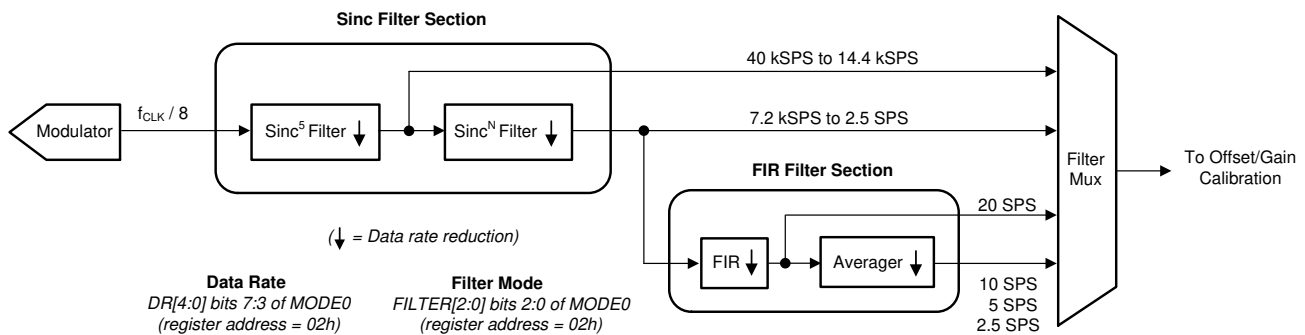 Sinc Filter Section
40 kSPS to 14.4 kSPS
Modulator
fCLK / 8
Sinc5 Filter
SincN Filter
7.2 kSPS to 2.5 SPS
Filter
Mux
To Offset/Gain
Calibration
FIR Filter Section
20 SPS
(↓ = Data rate reduction)
FIR
Averager
10 SPS
5 SPS
2.5 SPS
Data Rate
DR[4:0] bits 7:3 of MODE0
(register address = 02h)
Filter Mode
FILTER[2:0] bits 2:0 of MODE0
(register address = 02h)